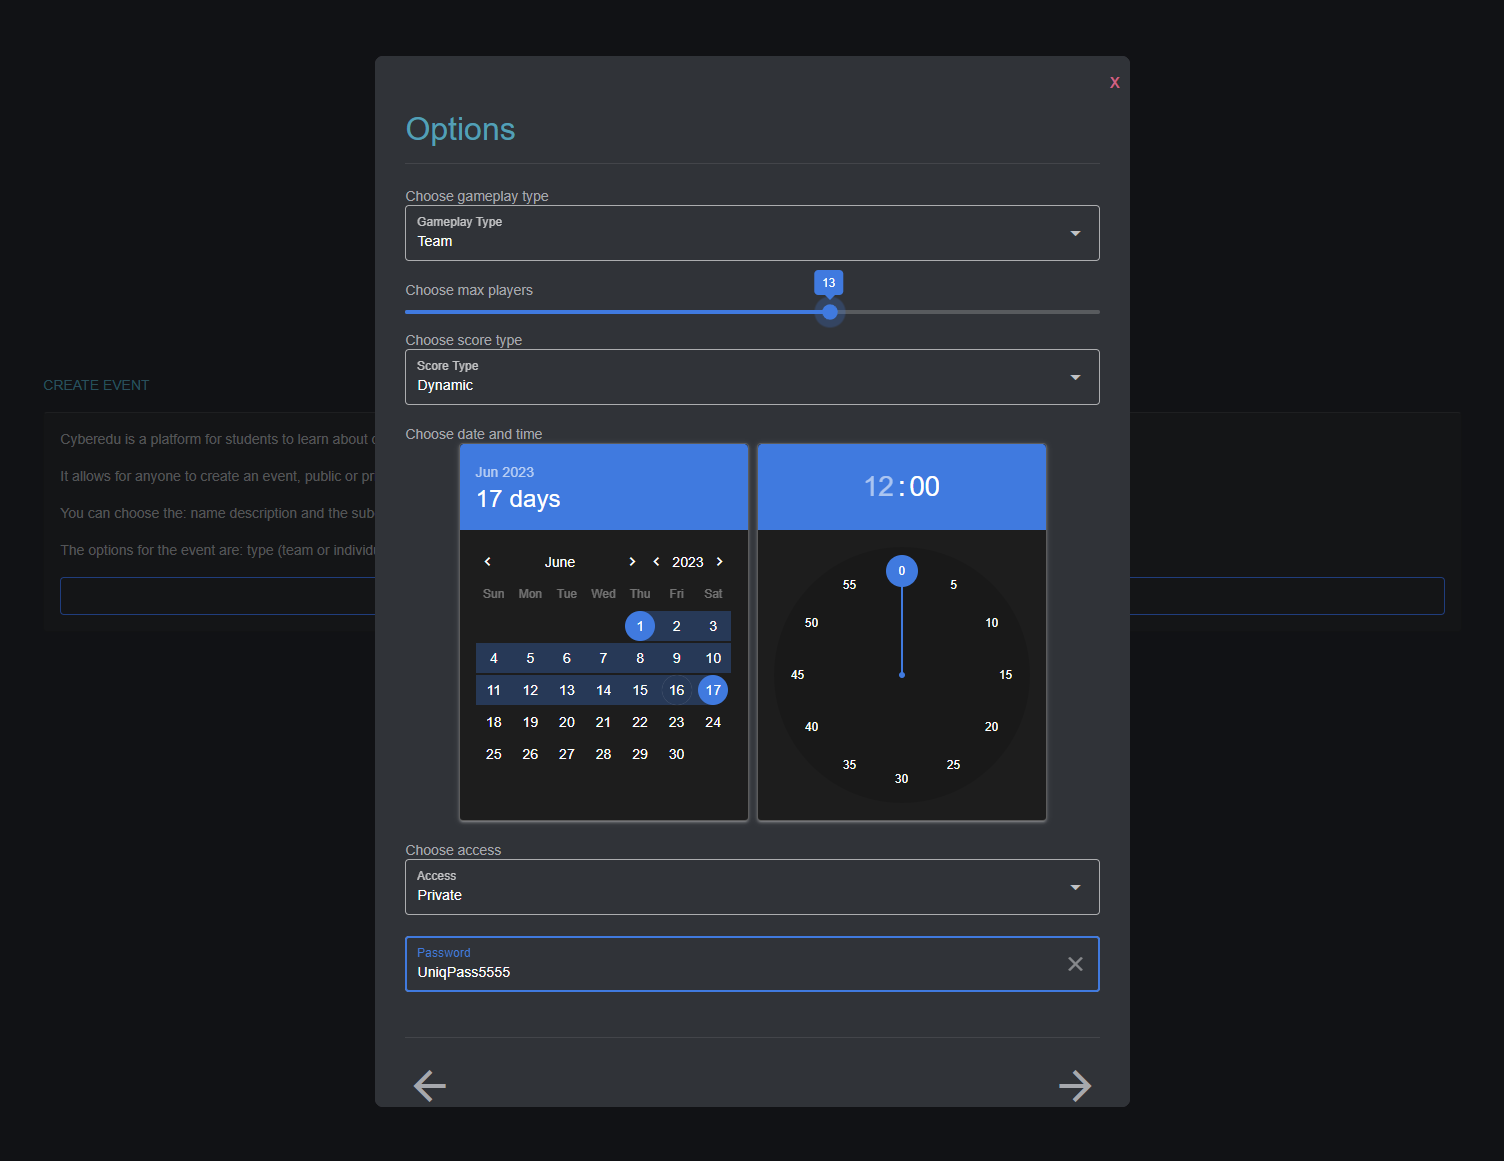 X
Options
Choose gameplay type
Gameplay Type
Team
13
Choose max players
Choose score type
Score Type
Dynamic
CREATE EVENT
Cyberedu is a platform for students to learn about
It allows for anyone to create an event, public or
You can choose the: name description and the
The options for the event are: type (team or
Choose date and time
Jun 2023
17 days
June 2023
Sun Mon Tue Wed Thu Fri Sat
1 2 3
4 5 6 7 8 9 10
11 12 13 14 15 16 17
18 19 20 21 22 23 24
25 26 27 28 29 30
12:00
0
55 5
50 10
45 15
40 20
35 25
30
Choose access
Access
Private
Password
UniqPass5555